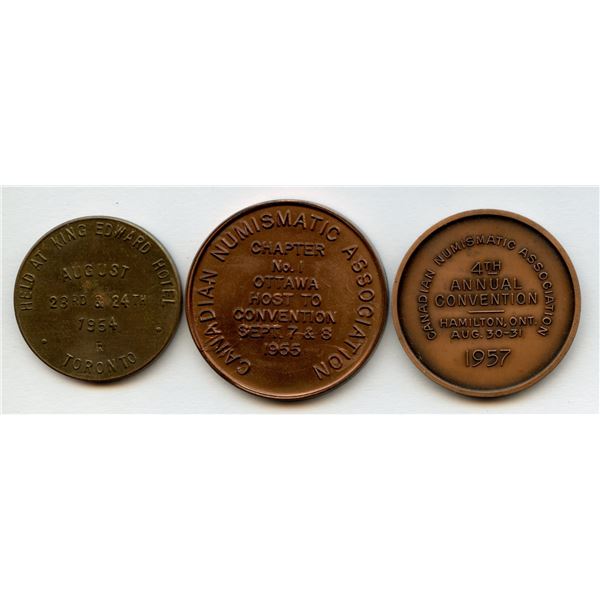 HELD AT KING EDWARD HOTEL
AUGUST
23RD & 24TH
1954
R
TORONTO
CANADIAN NUMISMATIC ASSOCIATION
CHAPTER
No. 1
OTTAWA
HOST TO
CONVENTION
SEPT. 7 & 8
1955
CANADIAN NUMISMATIC ASSOCIATION
4TH
ANNUAL
CONVENTION
HAMILTON, ONT.
AUG. 30-31
1957